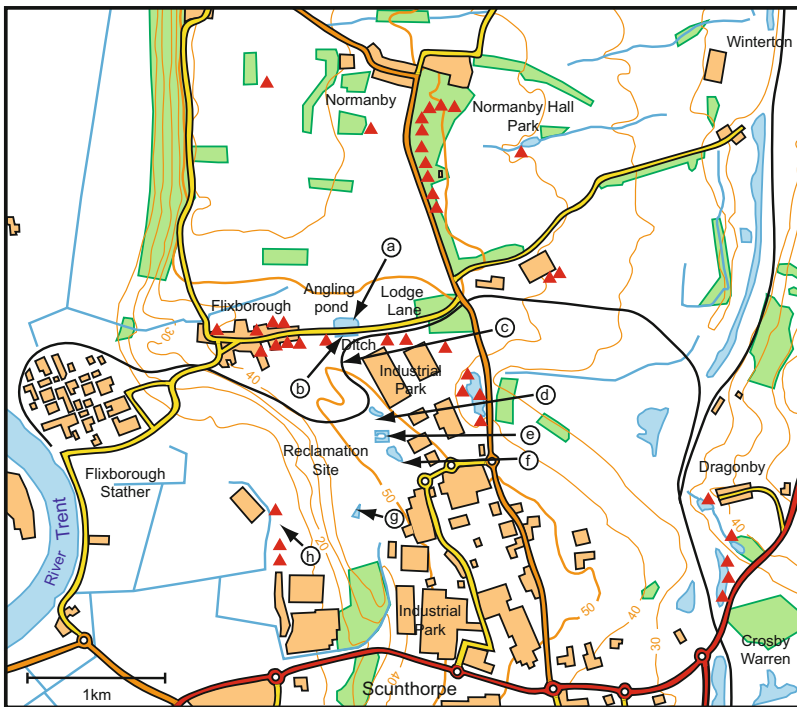 Winterton
Normanby
Normanby Hall
Park
a
Angling
pond
Lodge
Lane
Flixborough
30
c
Ditch
40
Industrial
Park
b
d
e
Reclamation
Site
f
Dragonby
Flixborough
Stather
50
g
40
20
h
River Trent
50
Industrial
Park
40
30
Crosby
Warren
40
1km
Scunthorpe